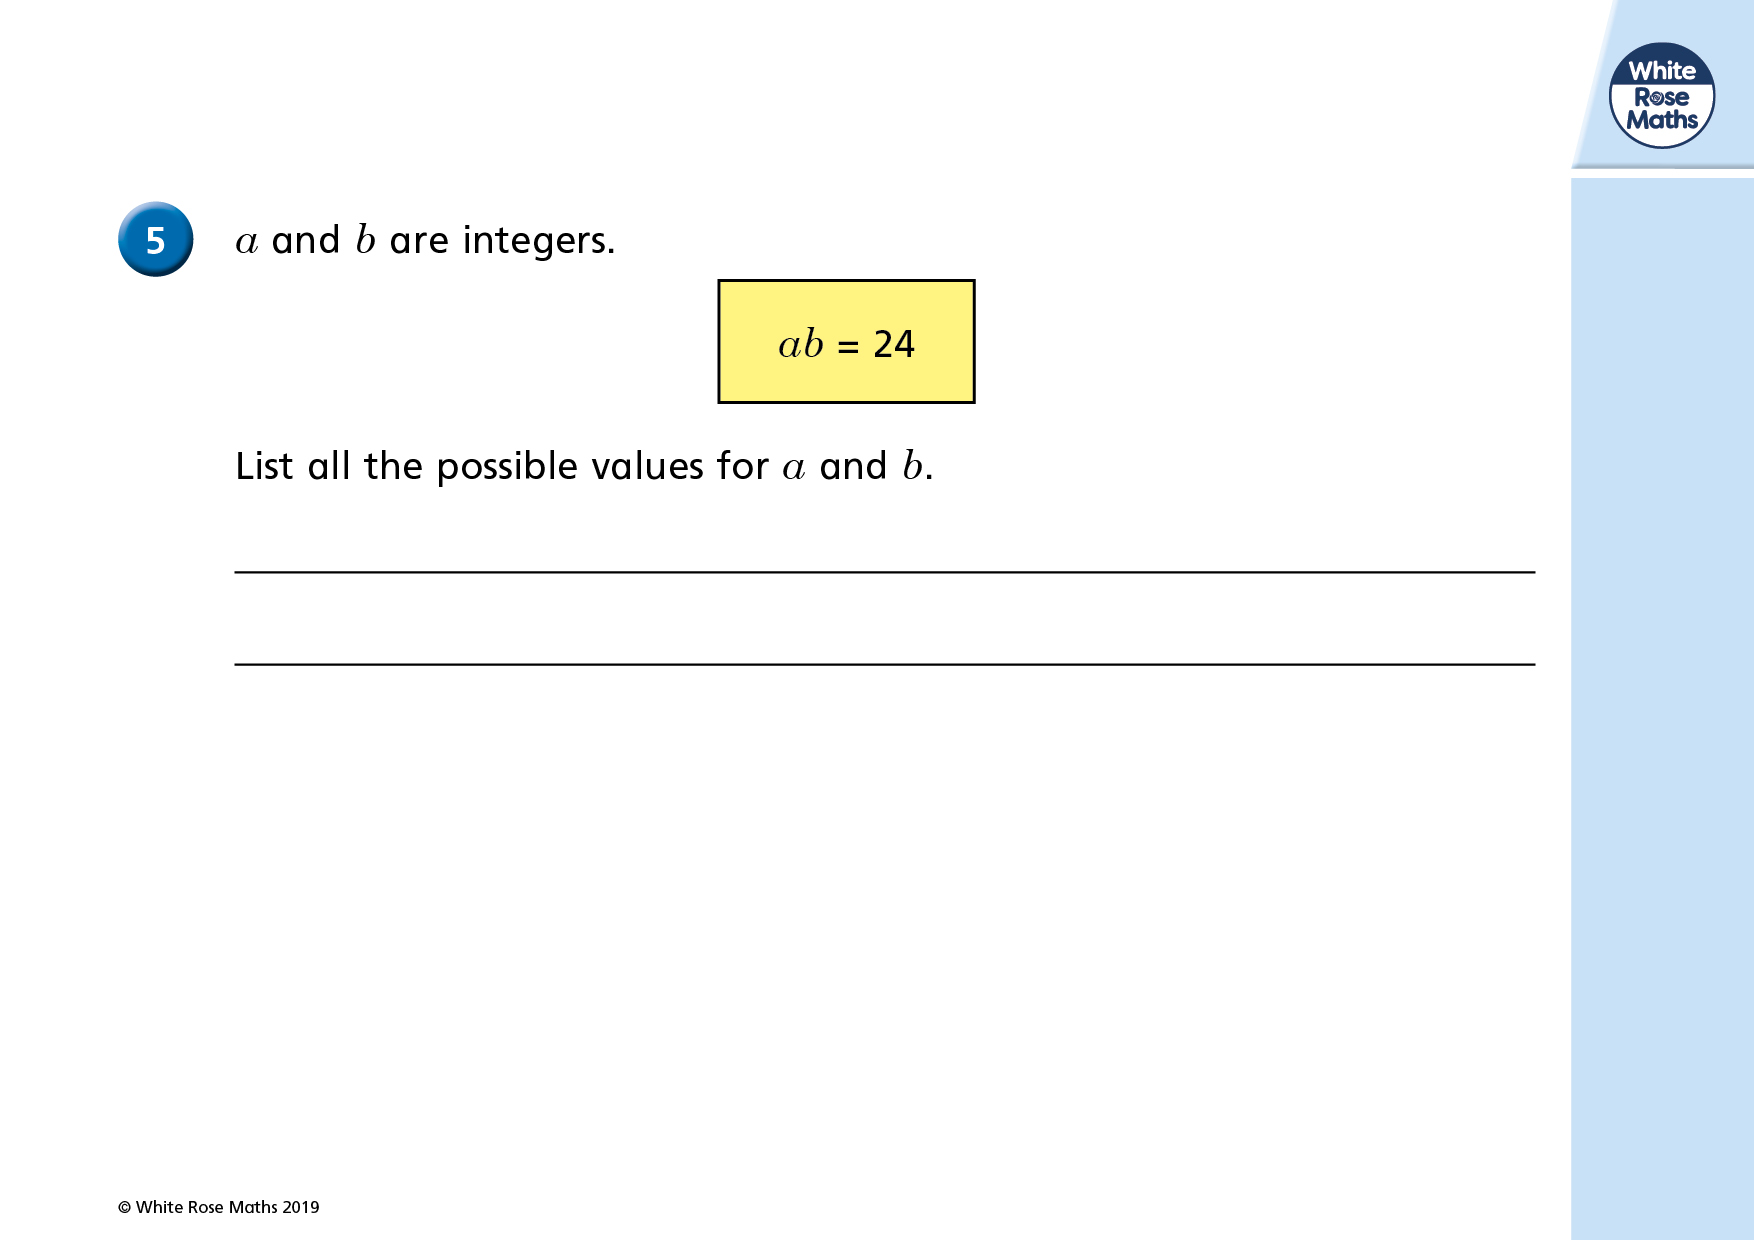 White
Rose
Maths
5 a and b are integers.
ab = 24
List all the possible values for a and b.
© White Rose Maths 2019